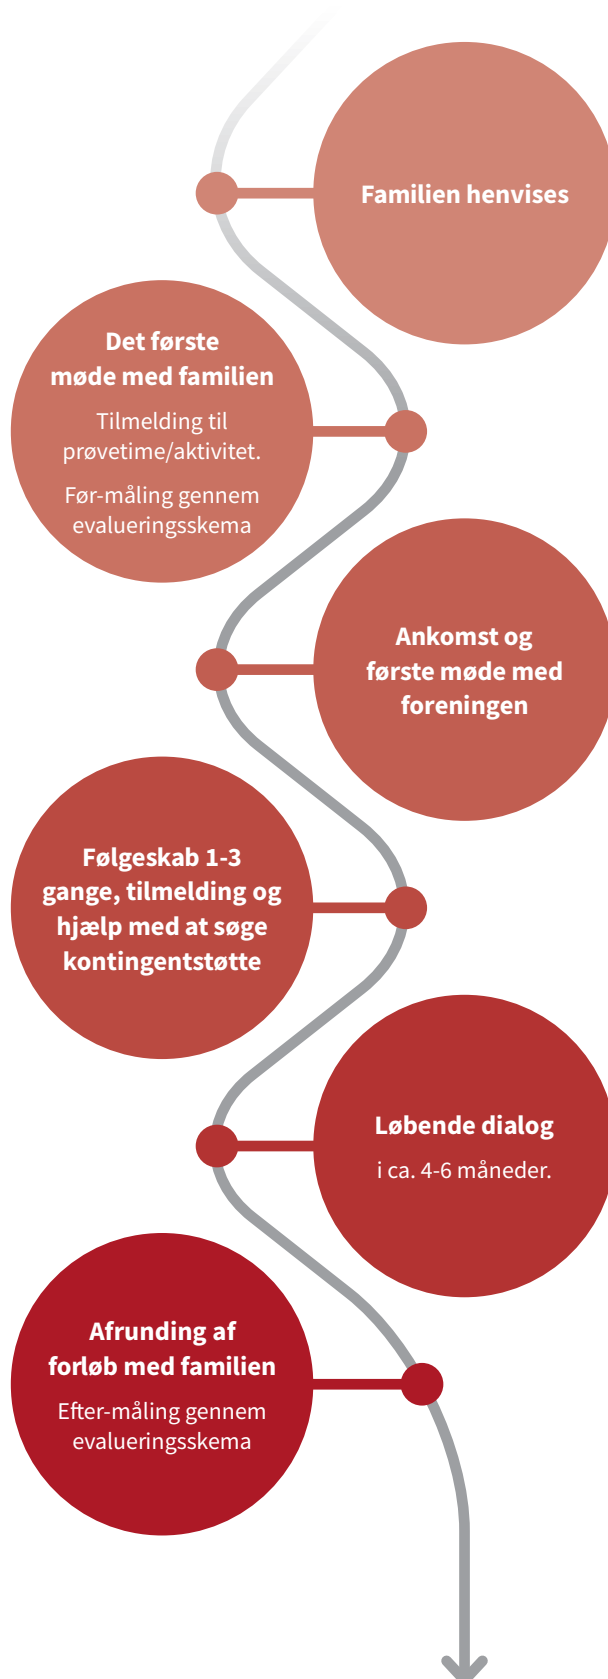 Familien henvises
Det første
møde med familien
Tilmelding til
prøvetime/aktivitet.
Før-måling gennem
evalueringsskema
Ankomst og
første møde med
foreningen
Følgeskab 1-3
gange, tilmelding og
hjælp med at søge
kontingentstøtte
Løbende dialog
i ca. 4-6 måneder.
Afrunding af
forløb med familien
Efter-måling gennem
evalueringsskema